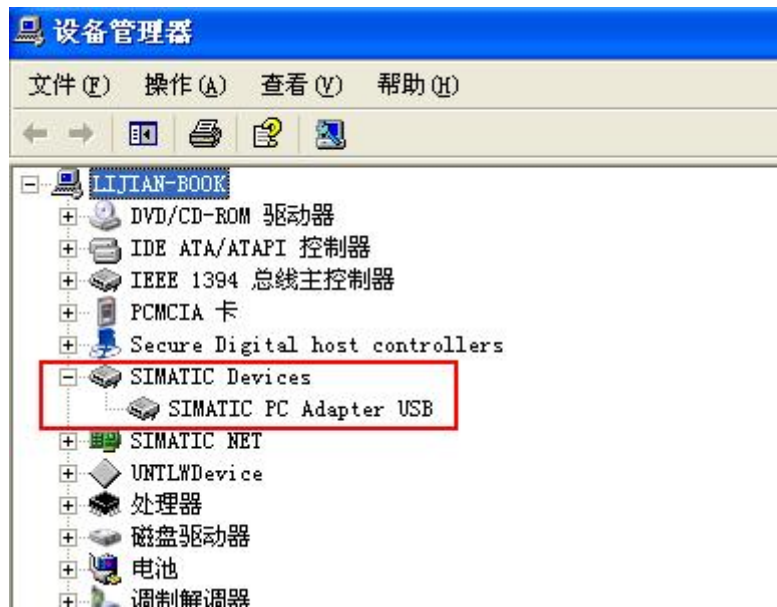 设备管理器
文件(F) 操作(A) 查看(V) 帮助(H)
LIJIAN-BOOK
DVD/CD-ROM 驱动器
IDE ATA/ATAPI 控制器
IEEE 1394 总线主控制器
PCMCIA 卡
Secure Digital host controllers
SIMATIC Devices
SIMATIC PC Adapter USB
SIMATIC NET
UNTLWDevice
处理器
磁盘驱动器
电池
调制解调器